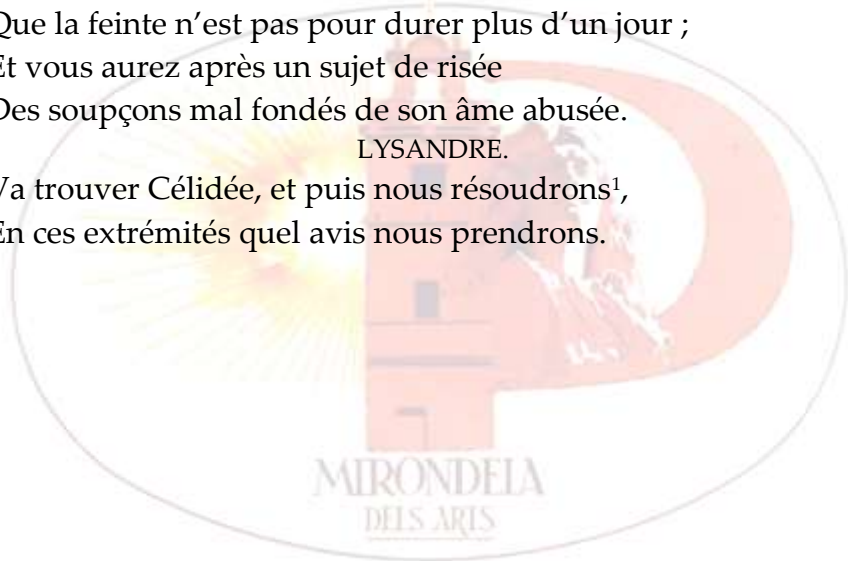 Que la feinte n’est pas pour durer plus d’un jour ;
Et vous aurez après un sujet de risée
Des soupçons mal fondés de son âme abusée.
LYSANDRE.
Va trouver Célidée, et puis nous résoudrons¹,
En ces extrémités quel avis nous prendrons.
MIRONDELA
DELS ARTS